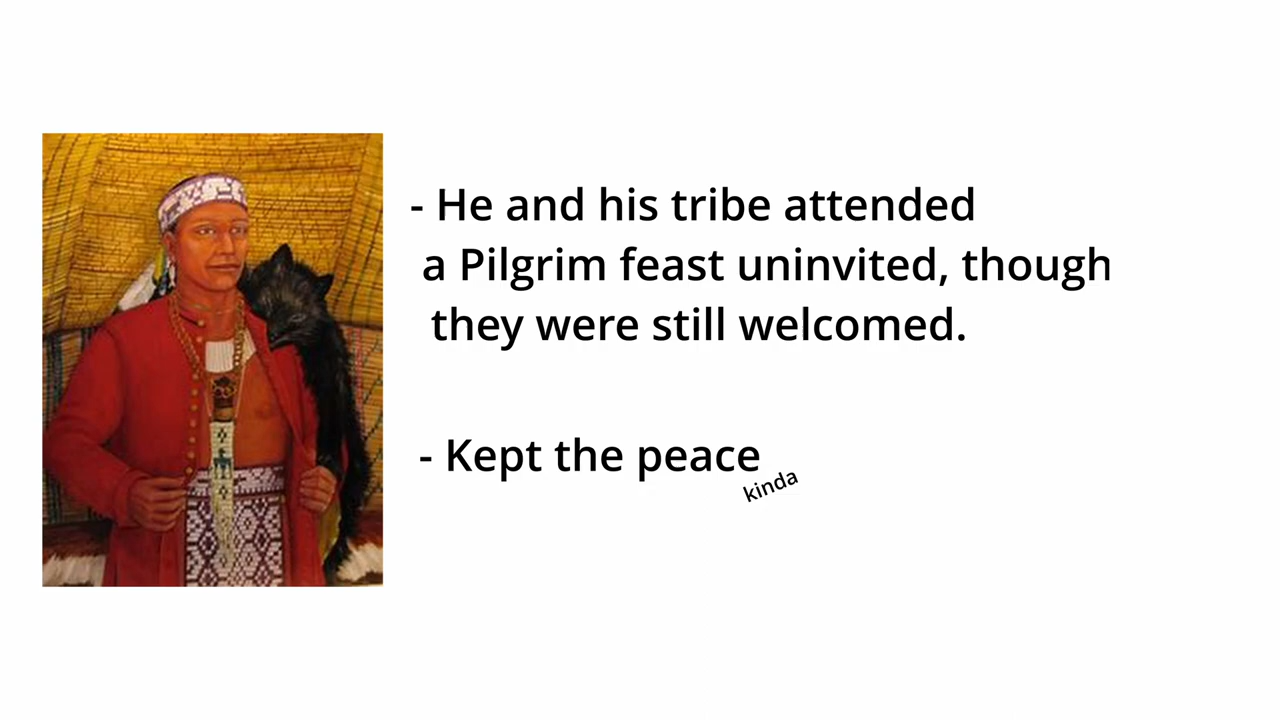 - He and his tribe attended
a Pilgrim feast uninvited, though
they were still welcomed.
- Kept the peace
kinda